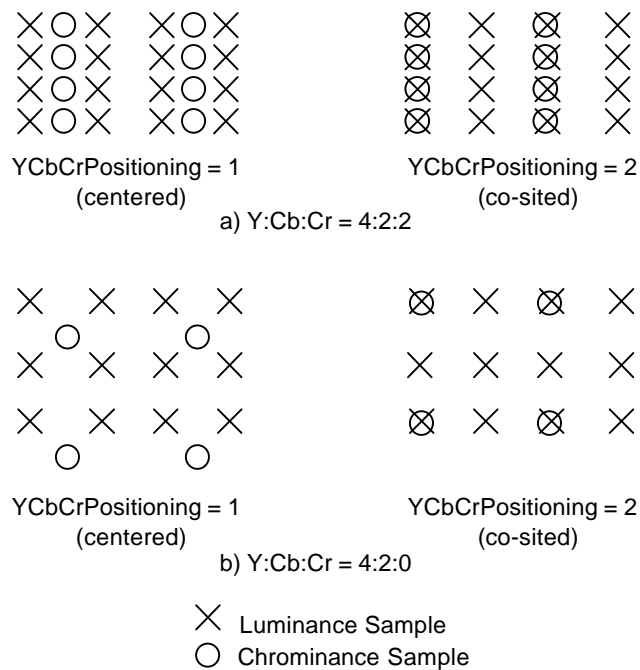 YCbCrPositioning = 1
(centered)
YCbCrPositioning = 2
(co-sited)
a) Y:Cb:Cr = 4:2:2
YCbCrPositioning = 1
(centered)
YCbCrPositioning = 2
(co-sited)
b) Y:Cb:Cr = 4:2:0
Luminance Sample
Chrominance Sample